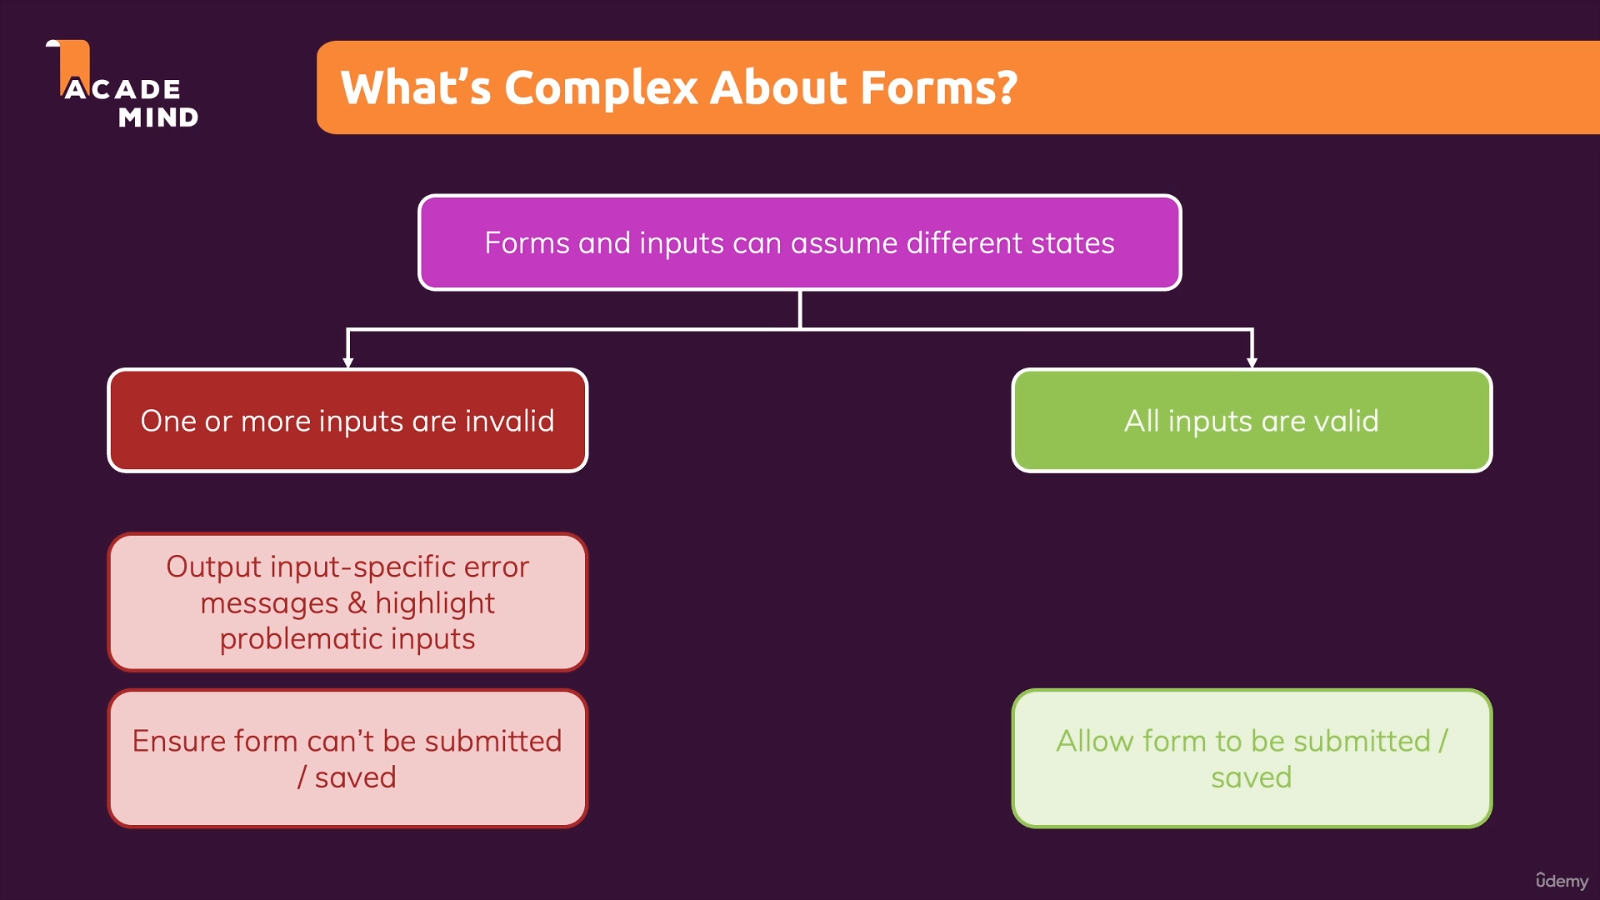 ACADE
MIND
What's Complex About Forms?
Forms and inputs can assume different states
One or more inputs are invalid
All inputs are valid
Output input-specific error
messages & highlight
problematic inputs
Ensure form can't be submitted
/ saved
Allow form to be submitted /
saved
ûdemy